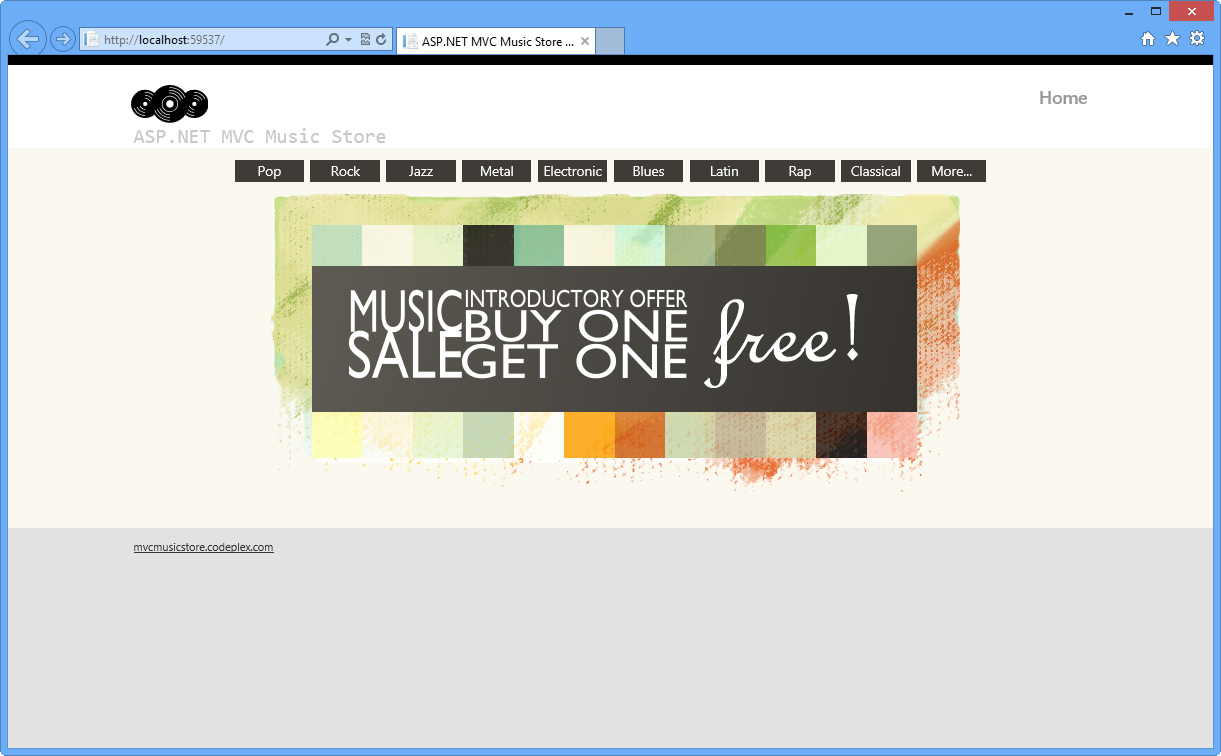 http://localhost:59537/
ASP.NET MVC Music Store ...
Home
ASP.NET MVC Music Store
Pop Rock Jazz Metal Electronic Blues Latin Rap Classical More...
MUSIC SALE
INTRODUCTORY OFFER
BUY ONE
GET ONE
free!
mvcmusicstore.codeplex.com